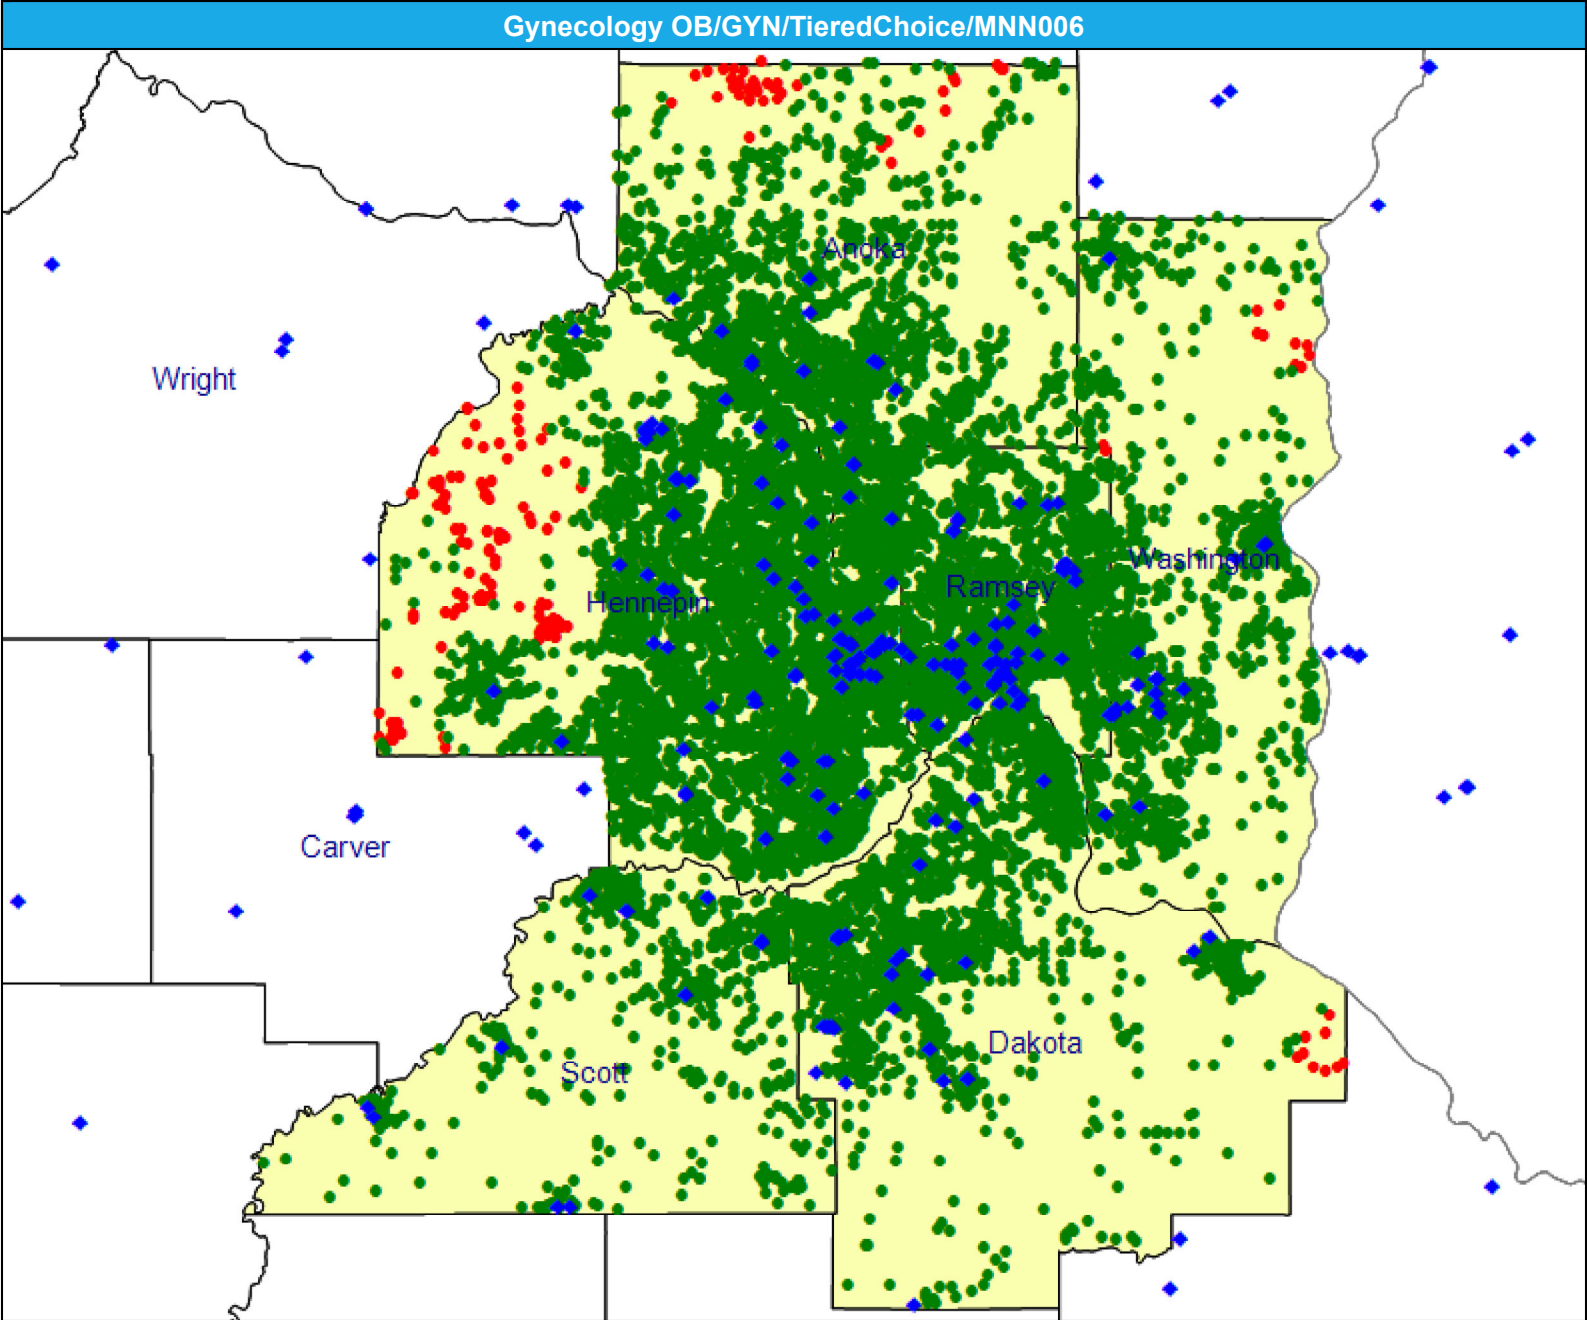 Gynecology OB/GYN/TieredChoice/MNN006
Anoka
Wright
Washington
Ramsey
Hennepin
Carver
Dakota
Scott